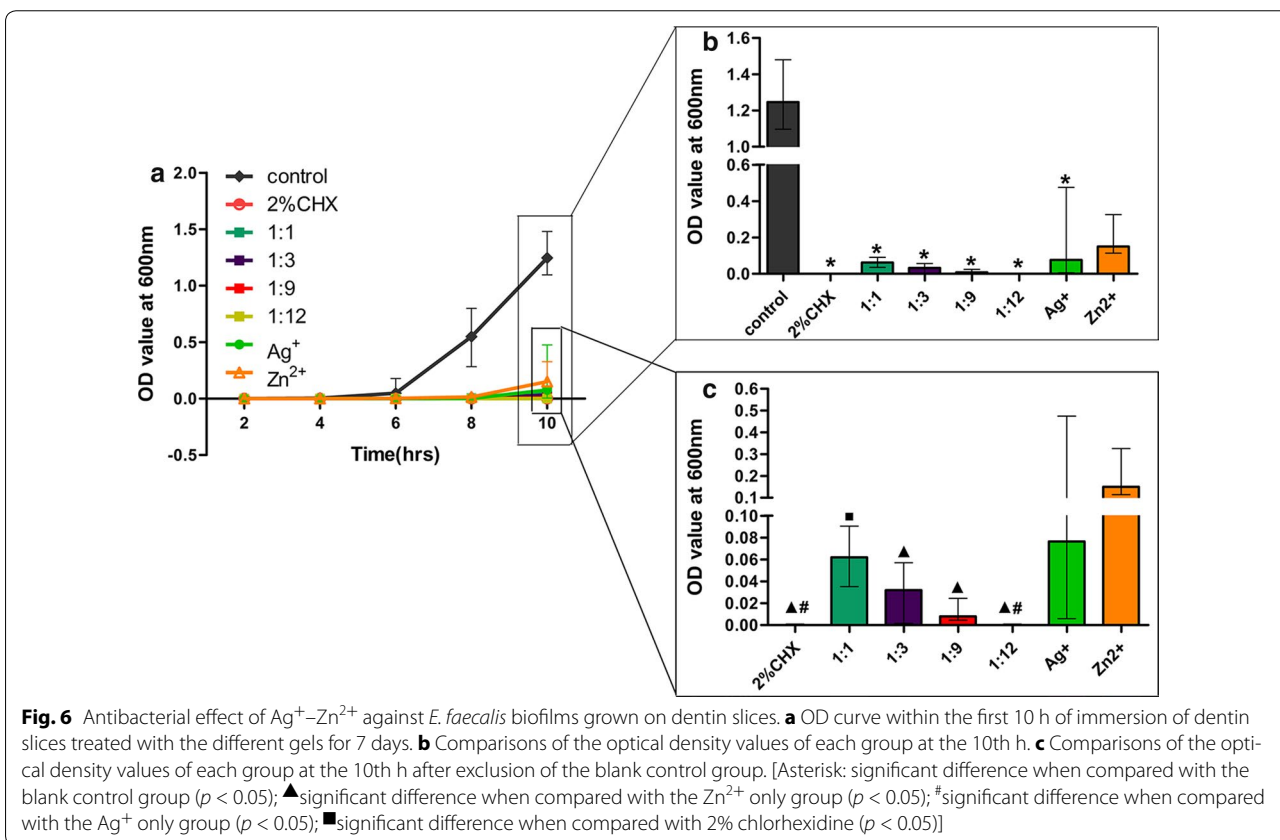 a
2.0
1.5
1.0
0.5
0.0
-0.5
OD value at 600nm
2 4 6 8 10
Time(hrs)
control
2%CHX
1:1
1:3
1:9
1:12
Ag+
Zn2+
b
1.6
1.4
1.2
1.0
0.6
0.4
0.2
0.0
OD value at 600nm
* * * * * *
control 2%CHX 1:1 1:3 1:9 1:12 Ag+ Zn2+
c
0.6
0.5
0.4
0.3
0.2
0.1
0.10
0.08
0.06
0.04
0.02
0.00
OD value at 600nm
▲# ■ ▲ ▲ ▲#
2%CHX 1:1 1:3 1:9 1:12 Ag+ Zn2+
Fig. 6 Antibacterial effect of Ag+–Zn2+ against E. faecalis biofilms grown on dentin slices. a OD curve within the first 10 h of immersion of dentin
slices treated with the different gels for 7 days. b Comparisons of the optical density values of each group at the 10th h. c Comparisons of the opti-
cal density values of each group at the 10th h after exclusion of the blank control group. [Asterisk: significant difference when compared with the
blank control group (p < 0.05); ▲significant difference when compared with the Zn2+ only group (p < 0.05); #significant difference when compared
with the Ag+ only group (p < 0.05); ■significant difference when compared with 2% chlorhexidine (p < 0.05)]